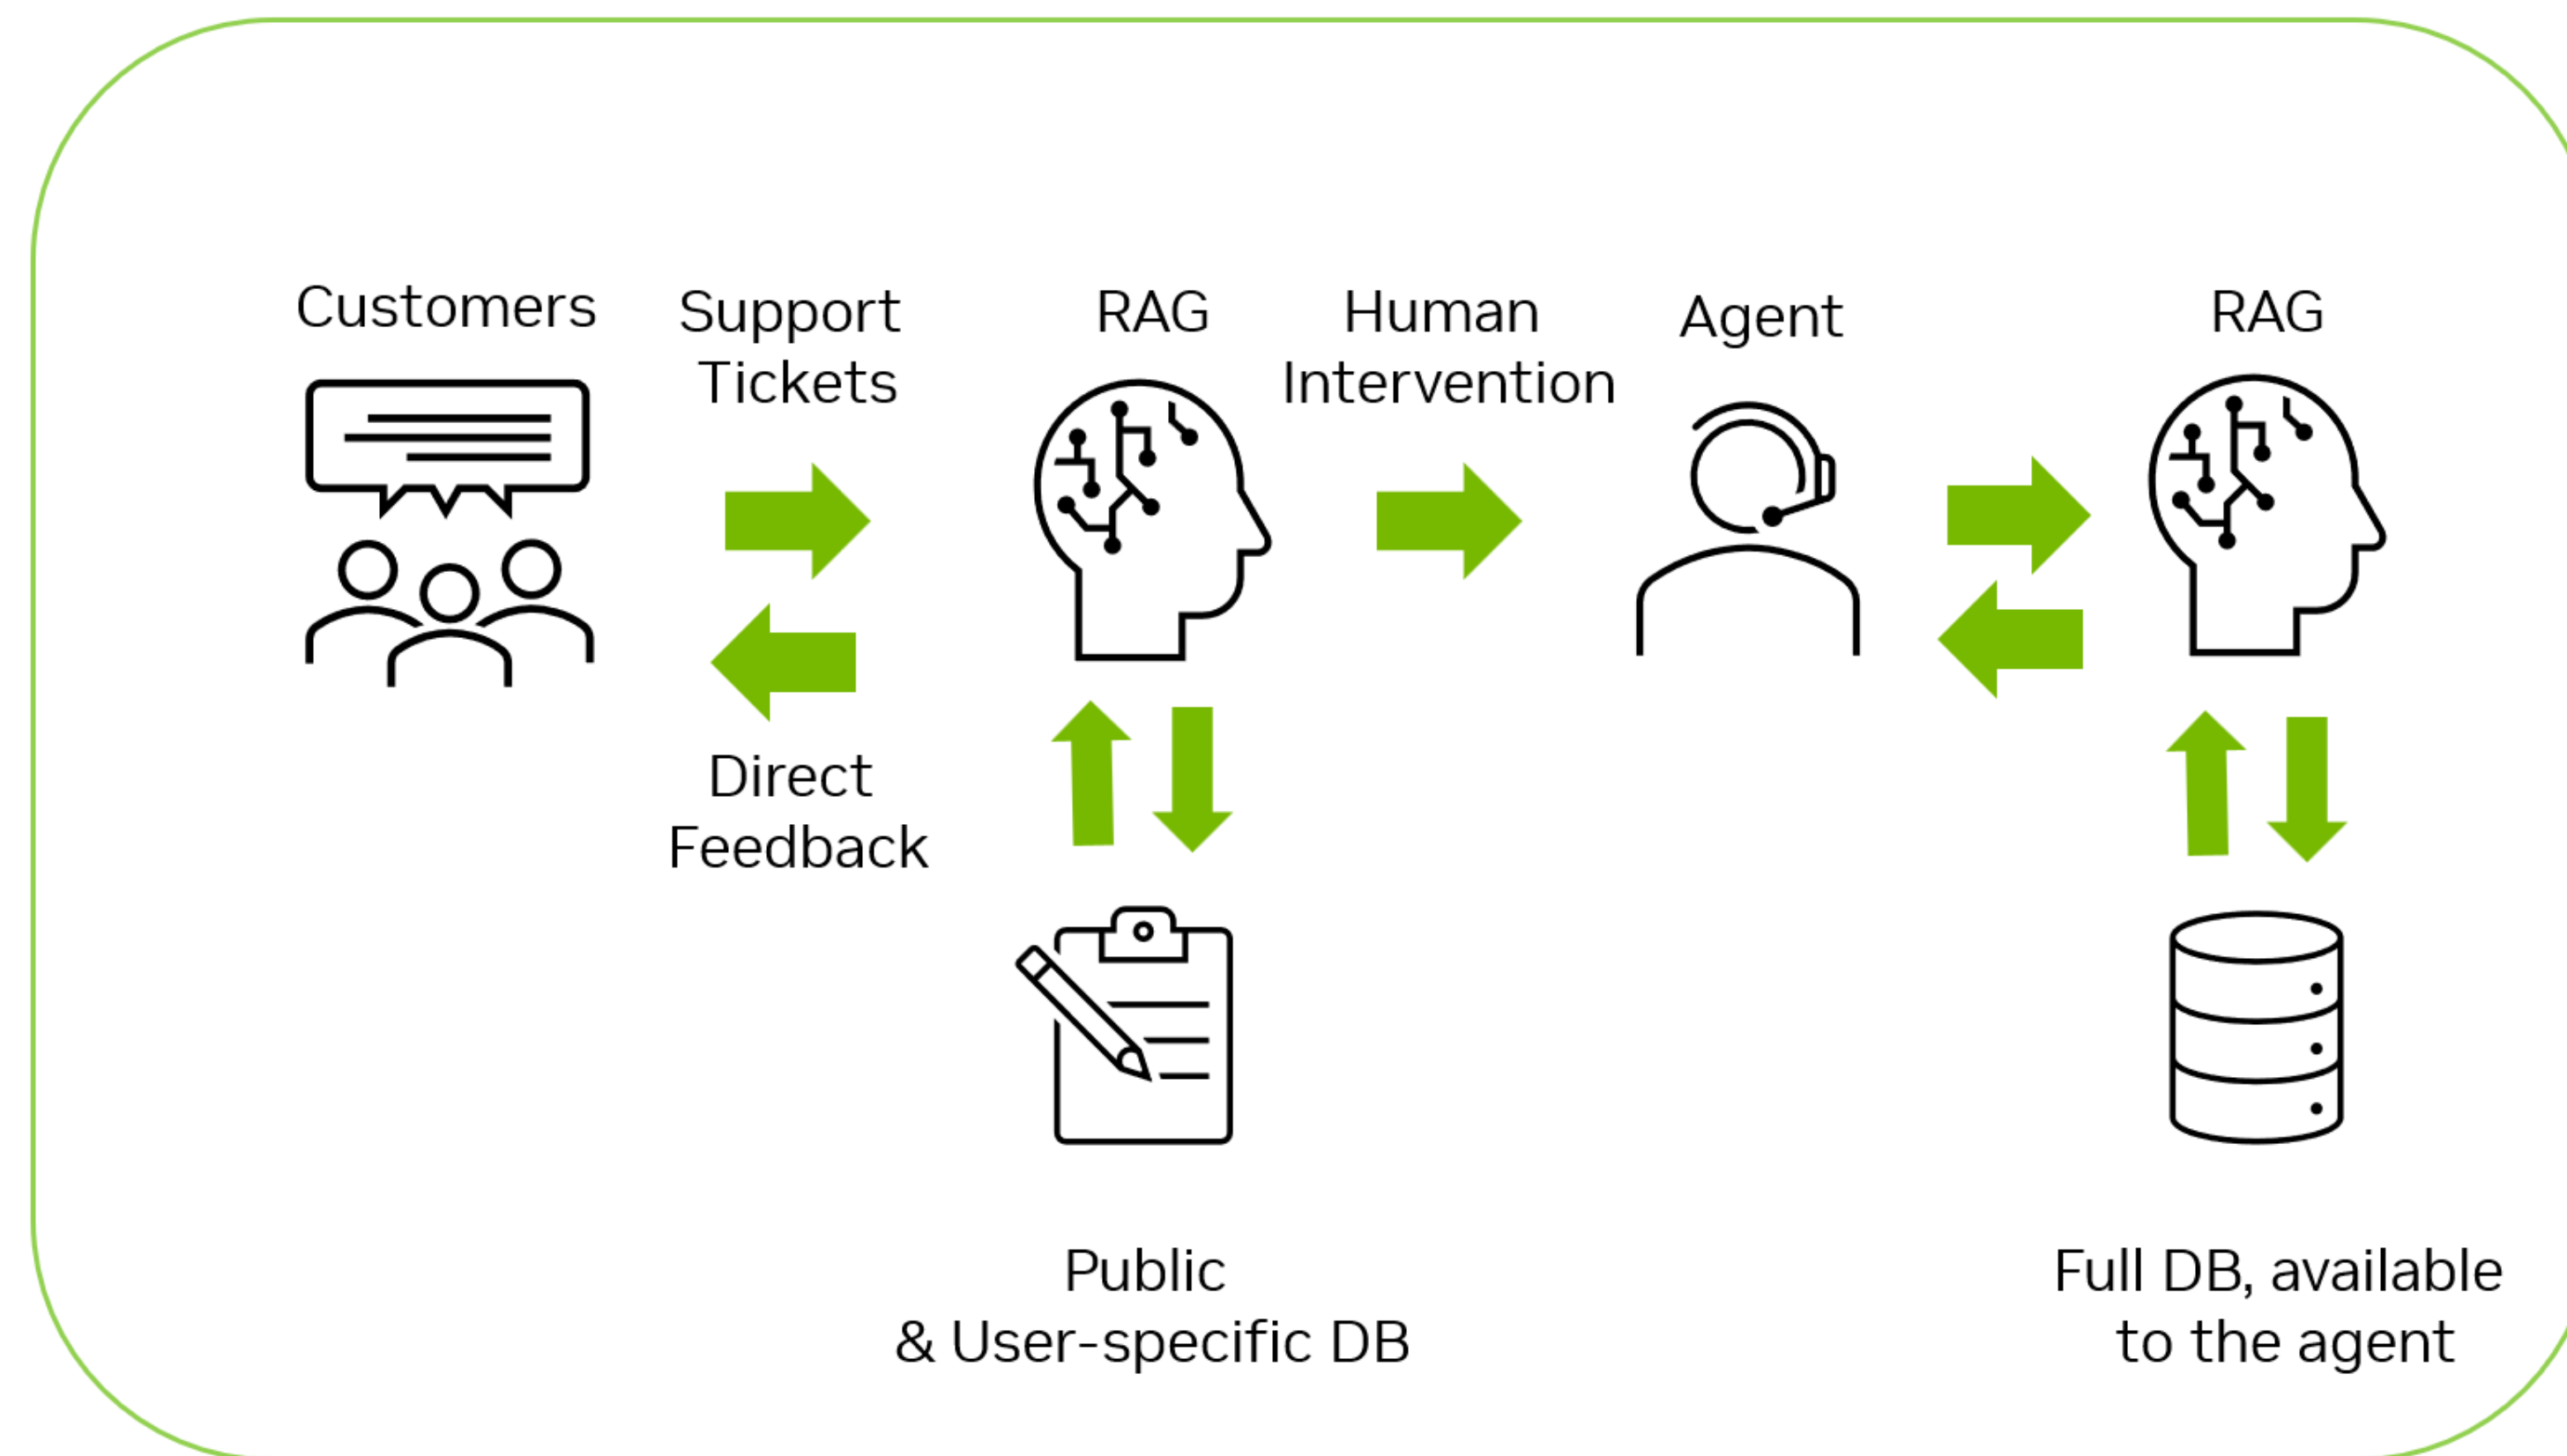 Customers
Support
Tickets
RAG
Human
Intervention
Agent
RAG
Direct
Feedback
Public
& User-specific DB
Full DB, available
to the agent